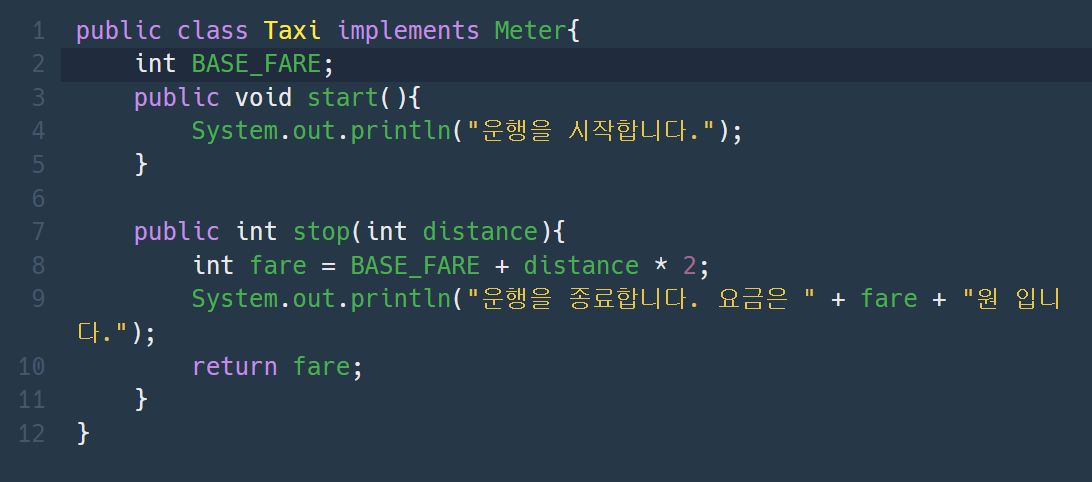 1 public class Taxi implements Meter{
2     int BASE_FARE;
3     public void start(){
4         System.out.println("운행을 시작합니다.");
5     }
6
7     public int stop(int distance){
8         int fare = BASE_FARE + distance * 2;
9         System.out.println("운행을 종료합니다. 요금은 " + fare + "원 입니
다.");
10         return fare;
11     }
12 }